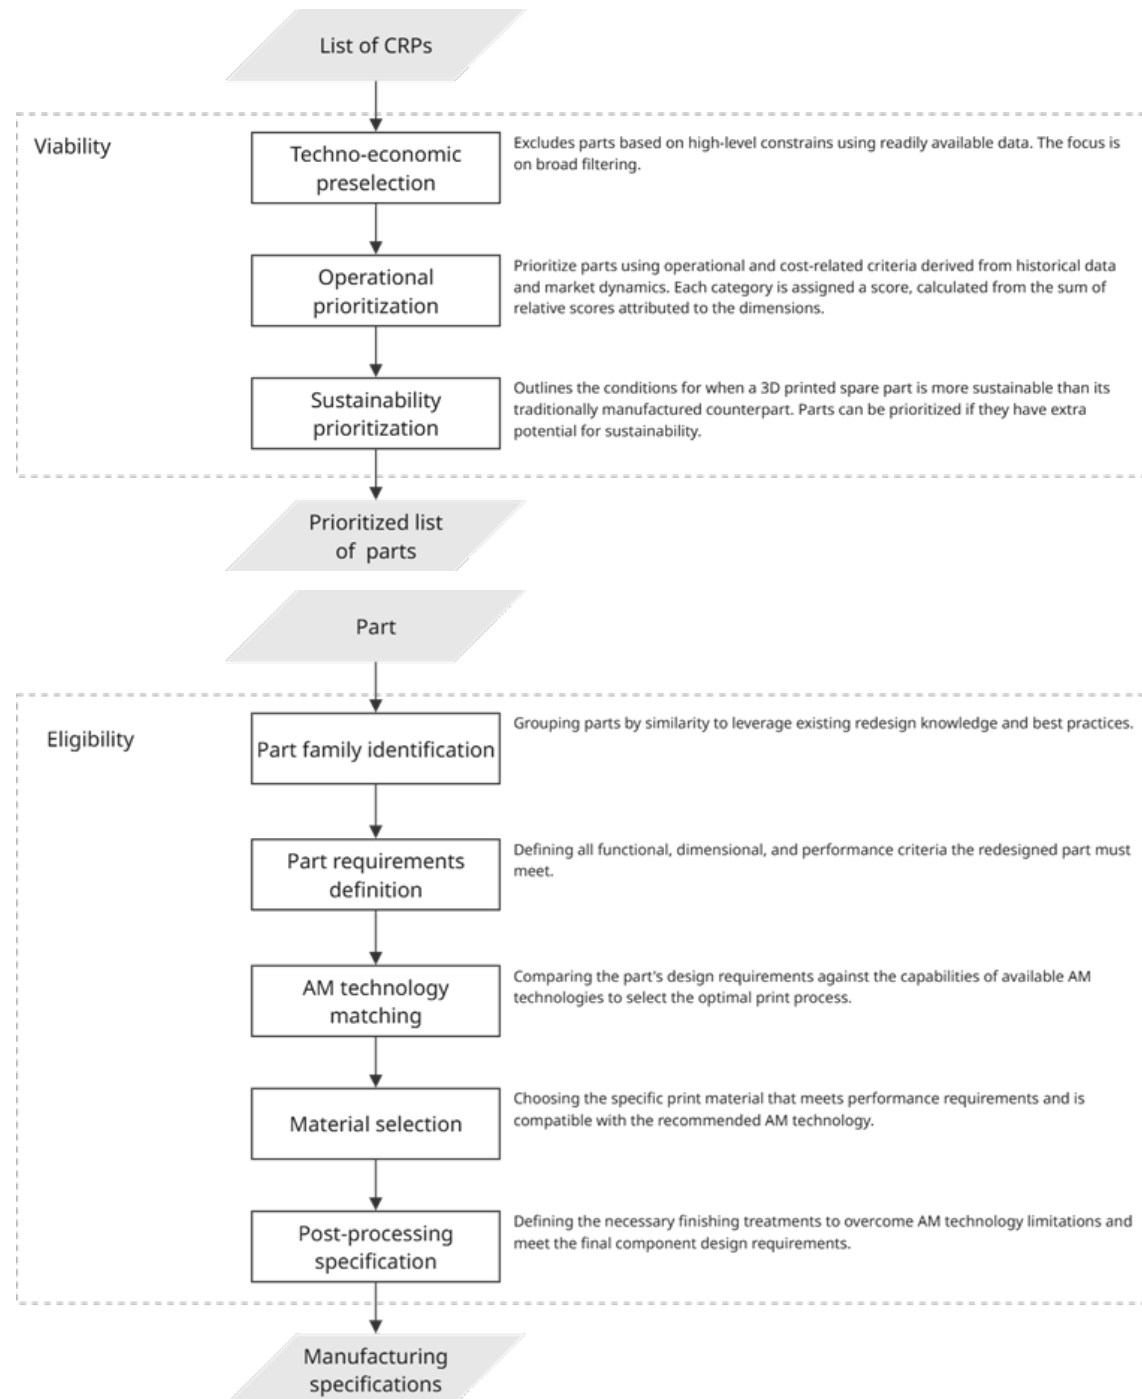 List of CRPs
Viability
Techno-economic
preselection
Excludes parts based on high-level constrains using readily available data. The focus is
on broad filtering.
Operational
prioritization
Prioritize parts using operational and cost-related criteria derived from historical data
and market dynamics. Each category is assigned a score, calculated from the sum of
relative scores attributed to the dimensions.
Sustainability
prioritization
Outlines the conditions for when a 3D printed spare part is more sustainable than its
traditionally manufactured counterpart. Parts can be prioritized if they have extra
potential for sustainability.
Prioritized list
of parts
Part
Eligibility
Part family identification
Grouping parts by similarity to leverage existing redesign knowledge and best practices.
Part requirements
definition
Defining all functional, dimensional, and performance criteria the redesigned part must
meet.
AM technology
matching
Comparing the part's design requirements against the capabilities of available AM
technologies to select the optimal print process.
Material selection
Choosing the specific print material that meets performance requirements and is
compatible with the recommended AM technology.
Post-processing
specification
Defining the necessary finishing treatments to overcome AM technology limitations and
meet the final component design requirements.
Manufacturing
specifications